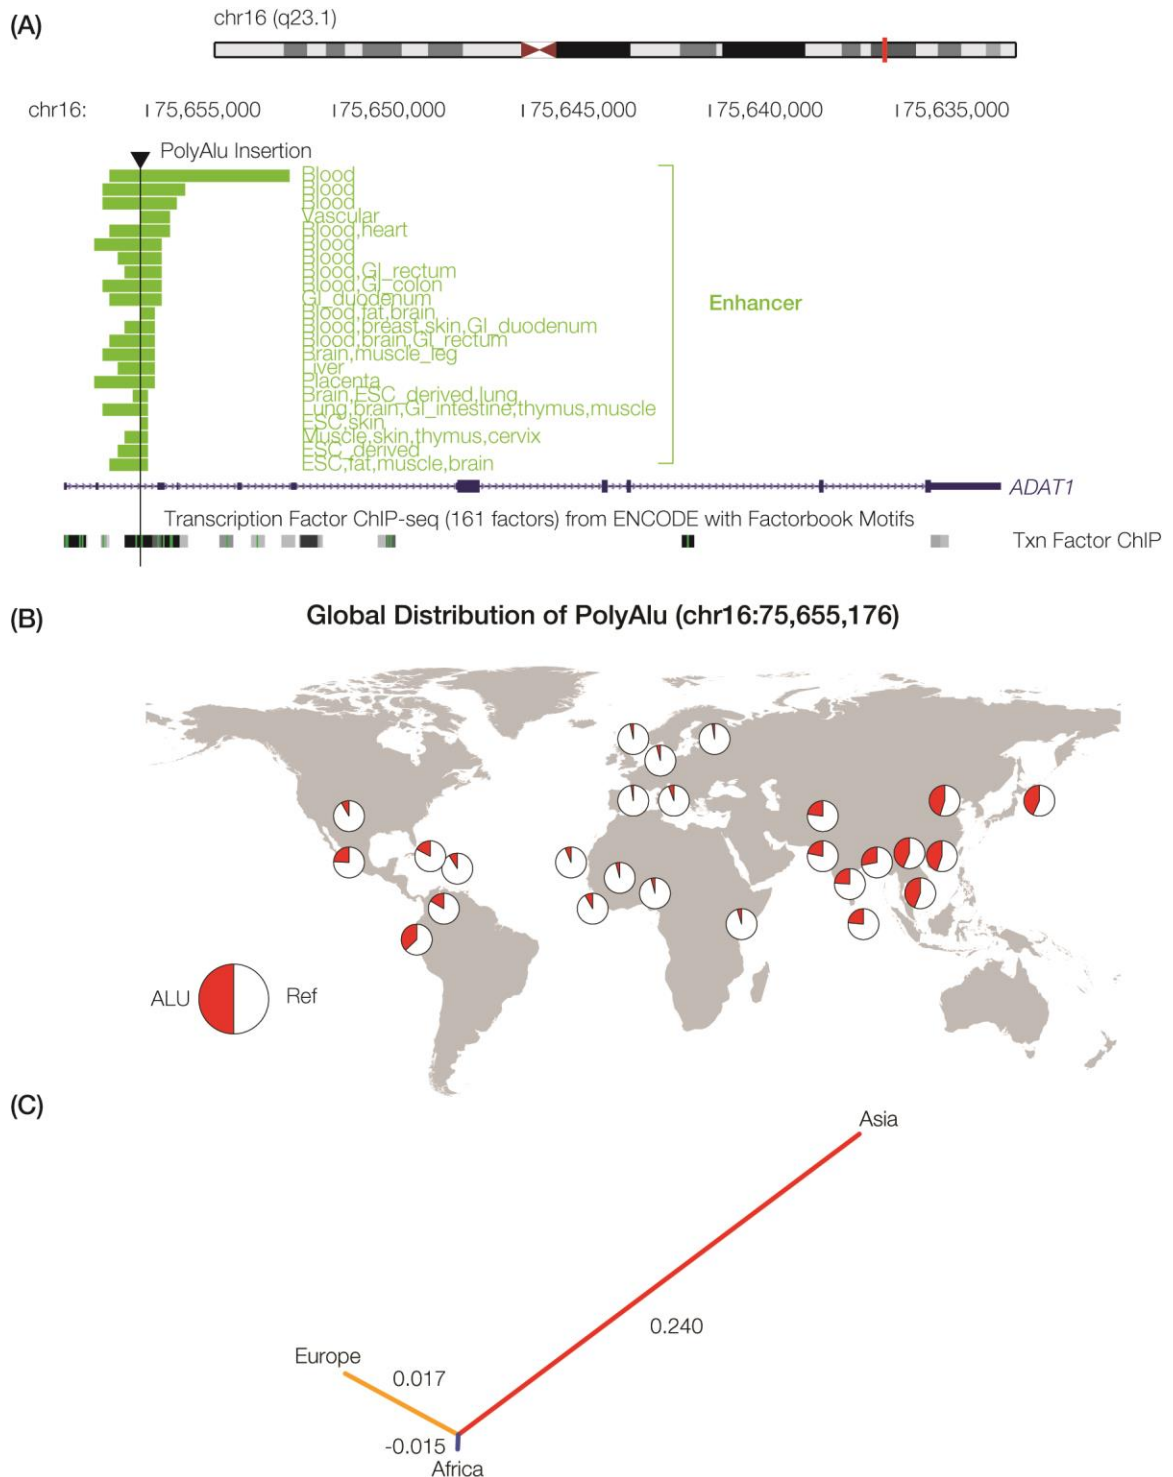 (A)
chr16 (q23.1)
chr16: 175,655,000 175,650,000 175,645,000 175,640,000 175,635,000
PolyAlu Insertion
Blood
Blood
Blood
Vascular
Blood,heart
Blood
Blood
Blood,GI_rectum
Blood,GI_colon
GI_duodenum
Blood,fat,brain
Blood,breast,skin,GI_duodenum
Blood,brain,GI_rectum
Brain,muscle_leg
Liver
Placenta
Brain,ESC_derived,lung
Lung,brain,GI_intestine,thymus,muscle
ESC,skin
Muscle,skin,thymus,cervix
ESC_derived
ESC,fat,muscle,brain
Enhancer
ADAT1
Transcription Factor ChIP-seq (161 factors) from ENCODE with Factorbook Motifs
Txn Factor ChIP
(B)
Global Distribution of PolyAlu (chr16:75,655,176)
ALU
Ref
(C)
Asia
0.240
Europe
0.017
-0.015
Africa